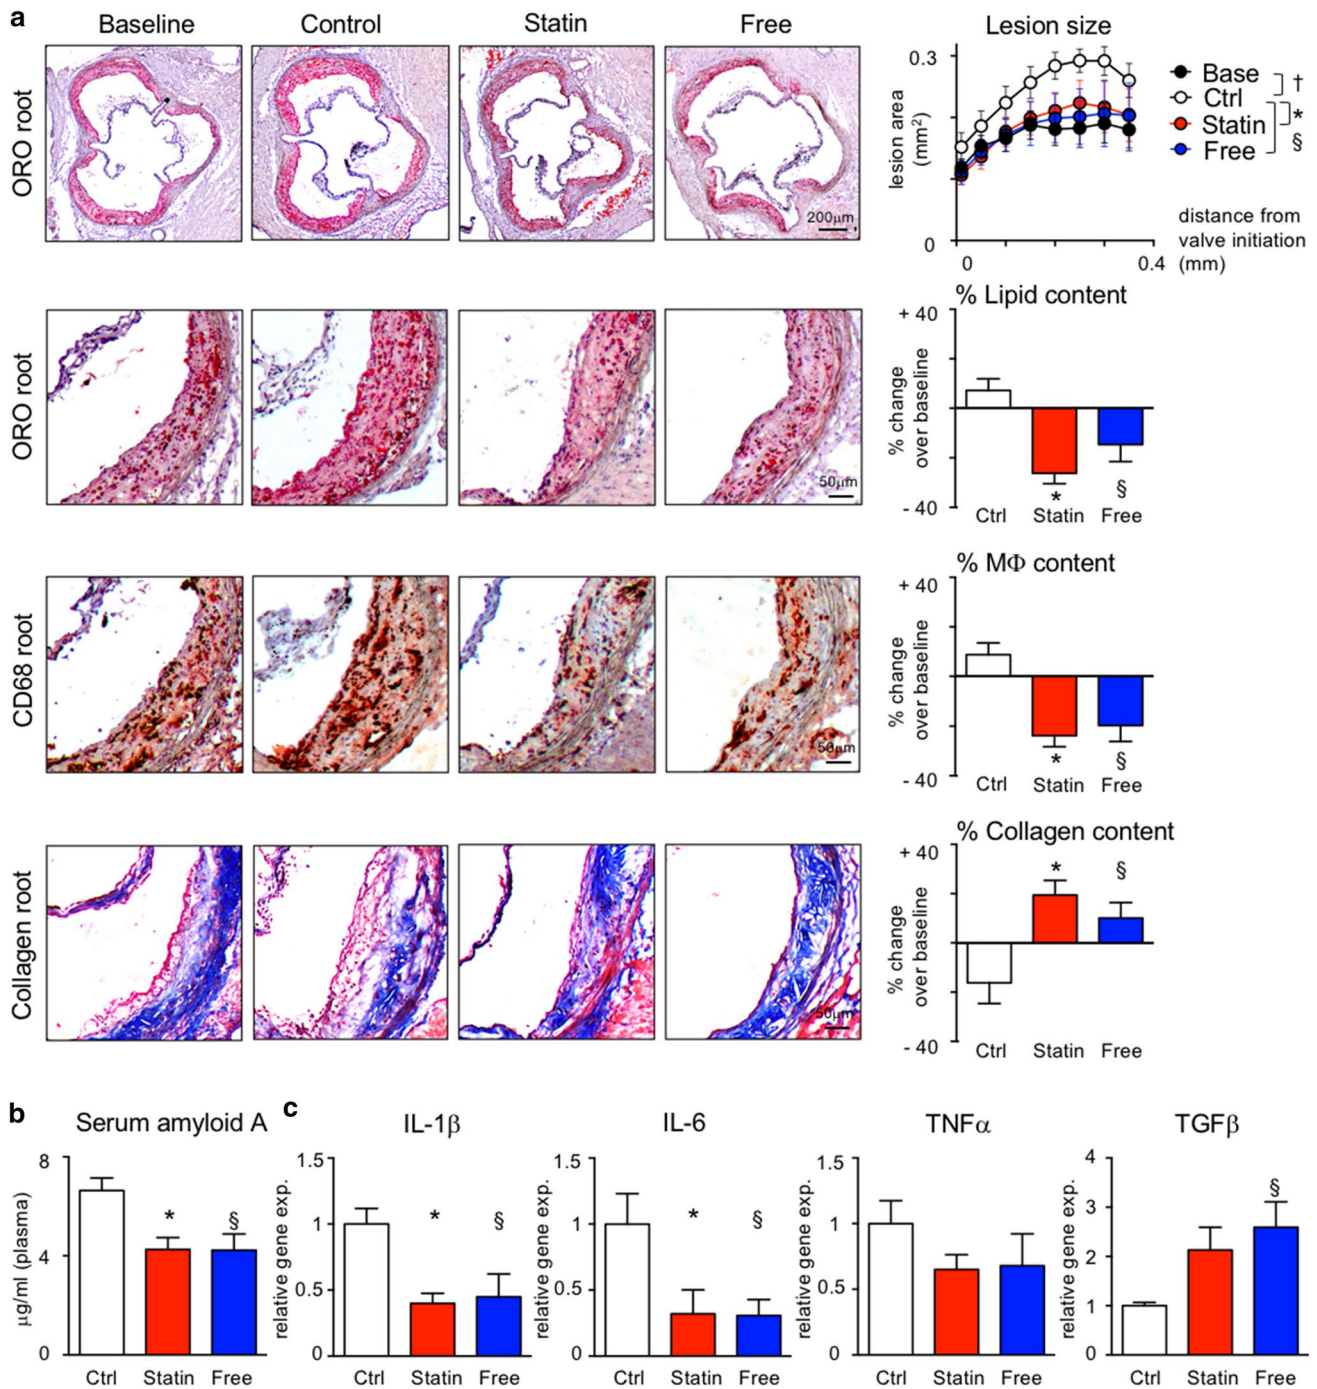 a
Baseline
Control
Statin
Free
Lesion size
ORO root
200μm
0.3
lesion area
(mm²)
0
0
0.4
distance from
valve initiation
(mm)
Base
Ctrl
Statin
Free
†
*
§
ORO root
50μm
% Lipid content
+ 40
% change
over baseline
- 40
*
§
Ctrl
Statin
Free
CD68 root
50μm
% MΦ content
+ 40
% change
over baseline
- 40
*
§
Ctrl
Statin
Free
Collagen root
50μm
% Collagen content
+ 40
% change
over baseline
- 40
*
§
Ctrl
Statin
Free
b
Serum amyloid A
8
4
0
μg/ml (plasma)
*
§
Ctrl
Statin
Free
c
IL-1β
1.5
1
0.5
0
relative gene exp.
*
§
Ctrl
Statin
Free
IL-6
1.5
1
0.5
0
relative gene exp.
*
§
Ctrl
Statin
Free
TNFα
1.5
1
0.5
0
relative gene exp.
Ctrl
Statin
Free
TGFβ
4
3
2
1
0
relative gene exp.
§
Ctrl
Statin
Free